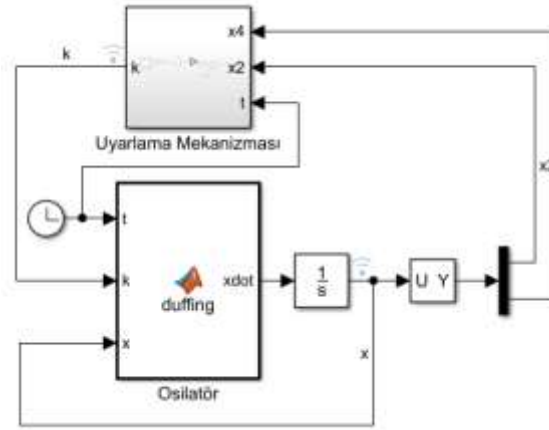 x4
k
k
x2
t
Uyarlama Mekanizması
t
k
duffing
xdot
1
s
U Y
x
x
Osilatör